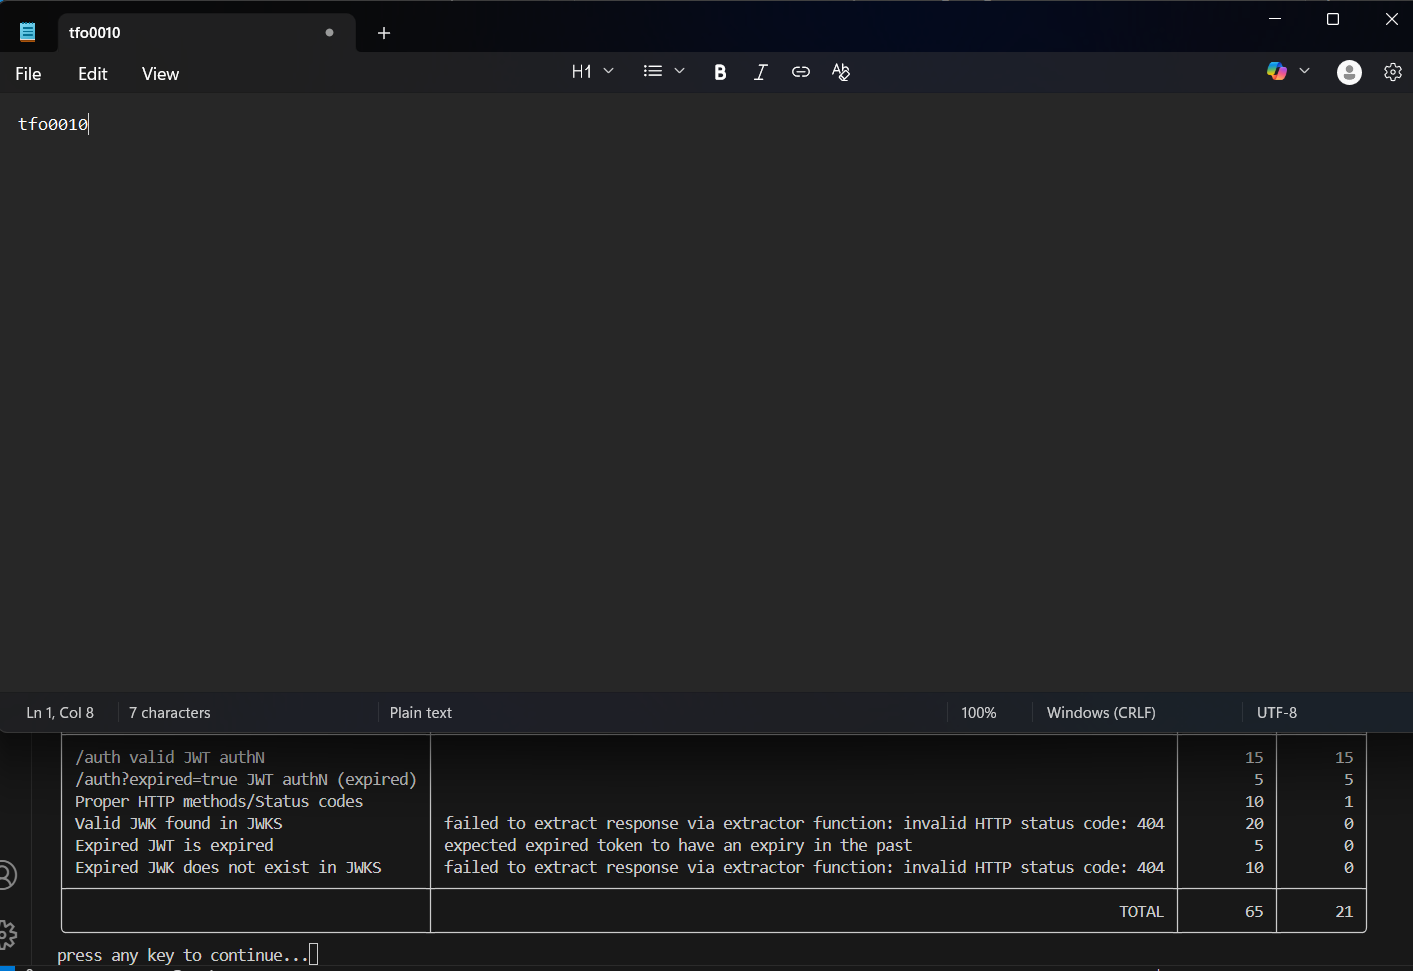 tfo0010
File Edit View H1 B I
tfo0010
Ln 1, Col 8 7 characters Plain text 100% Windows (CRLF) UTF-8
/auth valid JWT authN 15 15
/auth?expired=true JWT authN (expired) 5 5
Proper HTTP methods/Status codes 10 1
Valid JWK found in JWKS failed to extract response via extractor function: invalid HTTP status code: 404 20 0
Expired JWT is expired expected expired token to have an expiry in the past 5 0
Expired JWK does not exist in JWKS failed to extract response via extractor function: invalid HTTP status code: 404 10 0
TOTAL 65 21
press any key to continue...